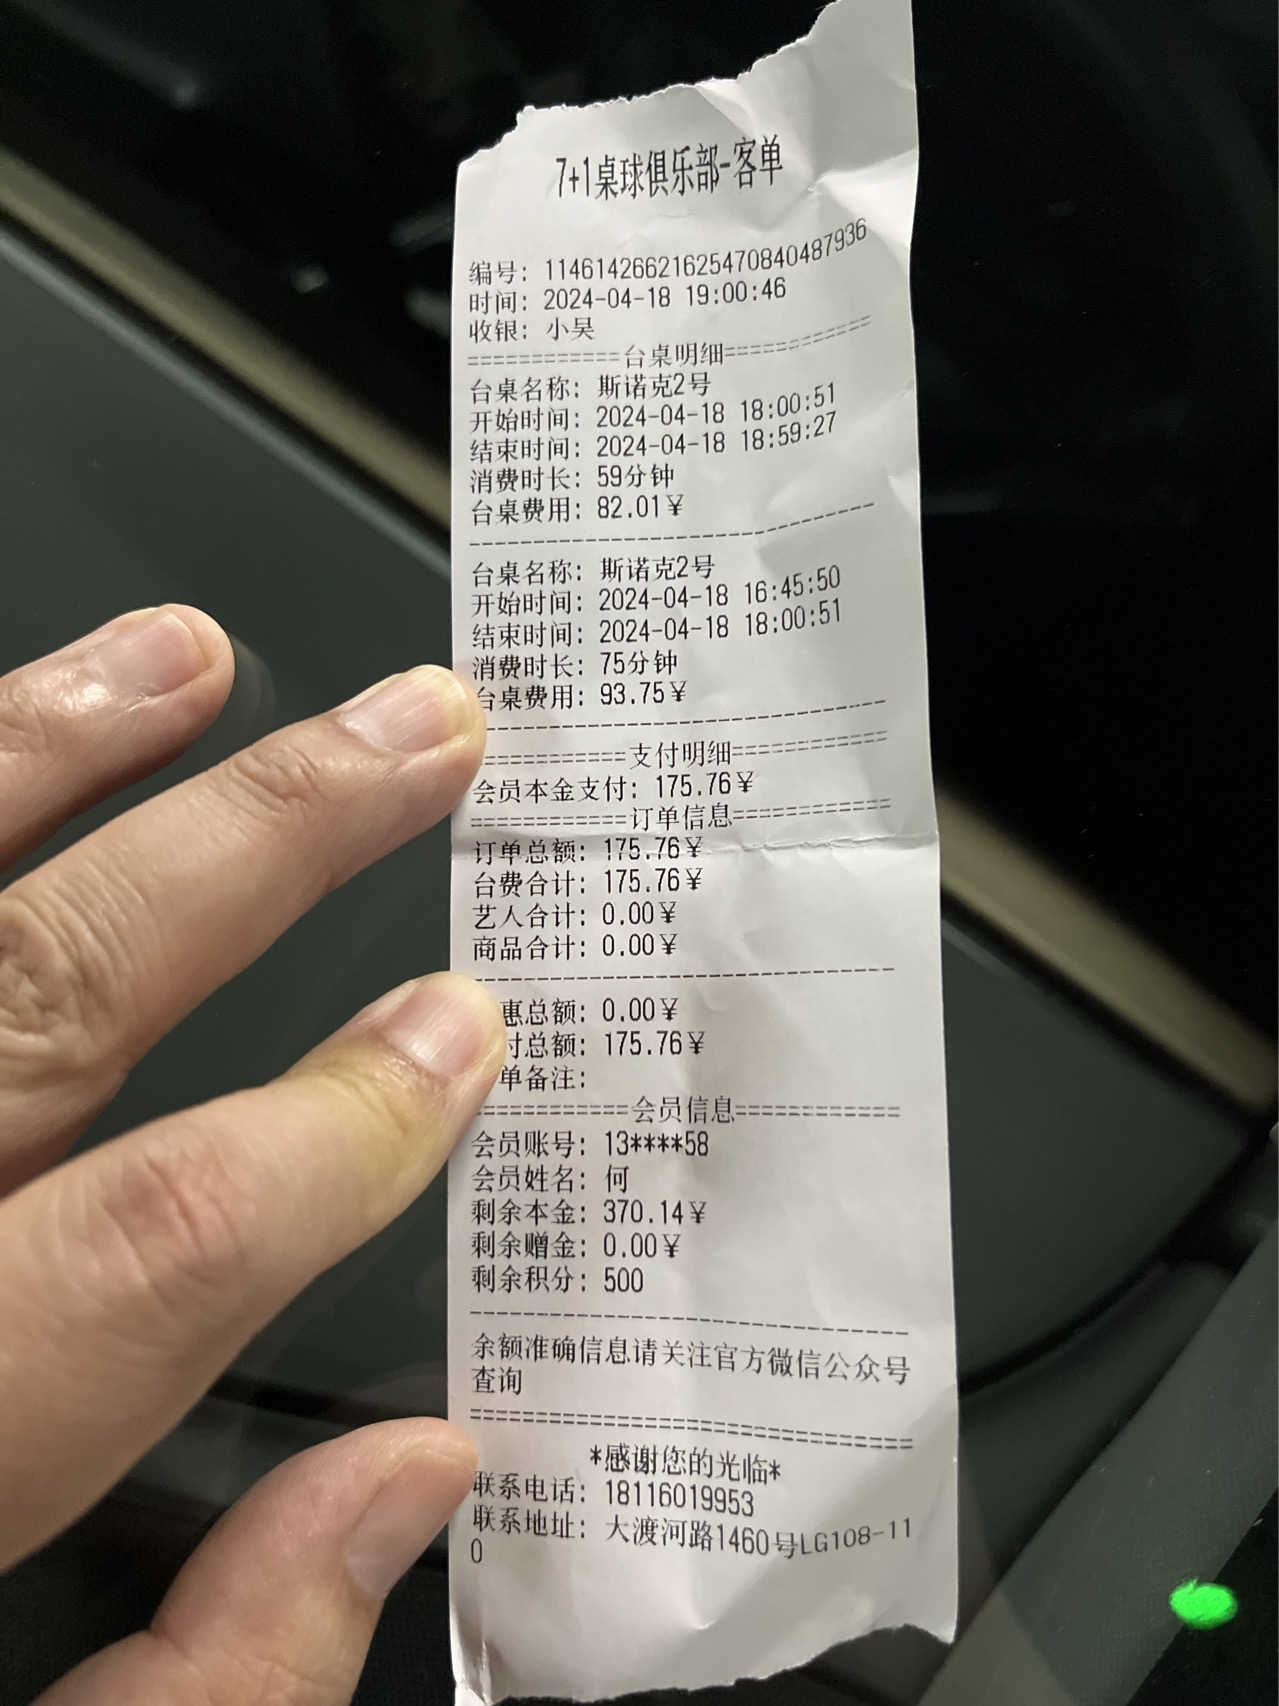 7+1桌球俱乐部-客单
编号: 1146142662162547084048​7936
时间: 2024-04-18 19:00:46
收银: 小吴
============台桌明细============
台桌名称: 斯诺克2号
开始时间: 2024-04-18 18:00:51
结束时间: 2024-04-18 18:59:27
消费时长: 59分钟
台桌费用: 82.01¥
--------------------------------
台桌名称: 斯诺克2号
开始时间: 2024-04-18 16:45:50
结束时间: 2024-04-18 18:00:51
消费时长: 75分钟
台桌费用: 93.75¥
--------------------------------
============支付明细============
会员本金支付: 175.76¥
============订单信息============
订单总额: 175.76¥
台费合计: 175.76¥
艺人合计: 0.00¥
商品合计: 0.00¥
--------------------------------
惠总额: 0.00¥
付总额: 175.76¥
单备注:
============会员信息============
会员账号: 13****58
会员姓名: 何
剩余本金: 370.14¥
剩余赠金: 0.00¥
剩余积分: 500
--------------------------------
余额准确信息请关注官方微信公众号
查询
================================
*感谢您的光临*
联系电话: 18116019953
联系地址: 大渡河路1460号LG108-11
0